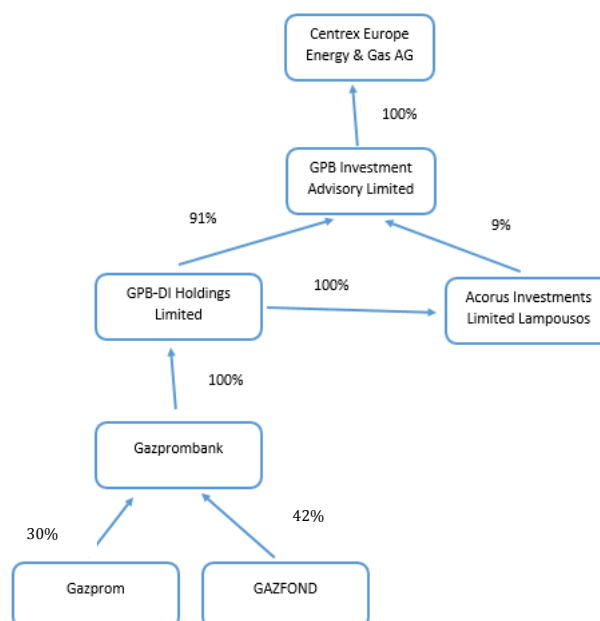 Centrex Europe
Energy & Gas AG
100%
GPB Investment
Advisory Limited
91%
9%
GPB-DI Holdings
Limited
100%
Acorus Investments
Limited Lampousos
100%
Gazprombank
30%
42%
Gazprom
GAZFOND